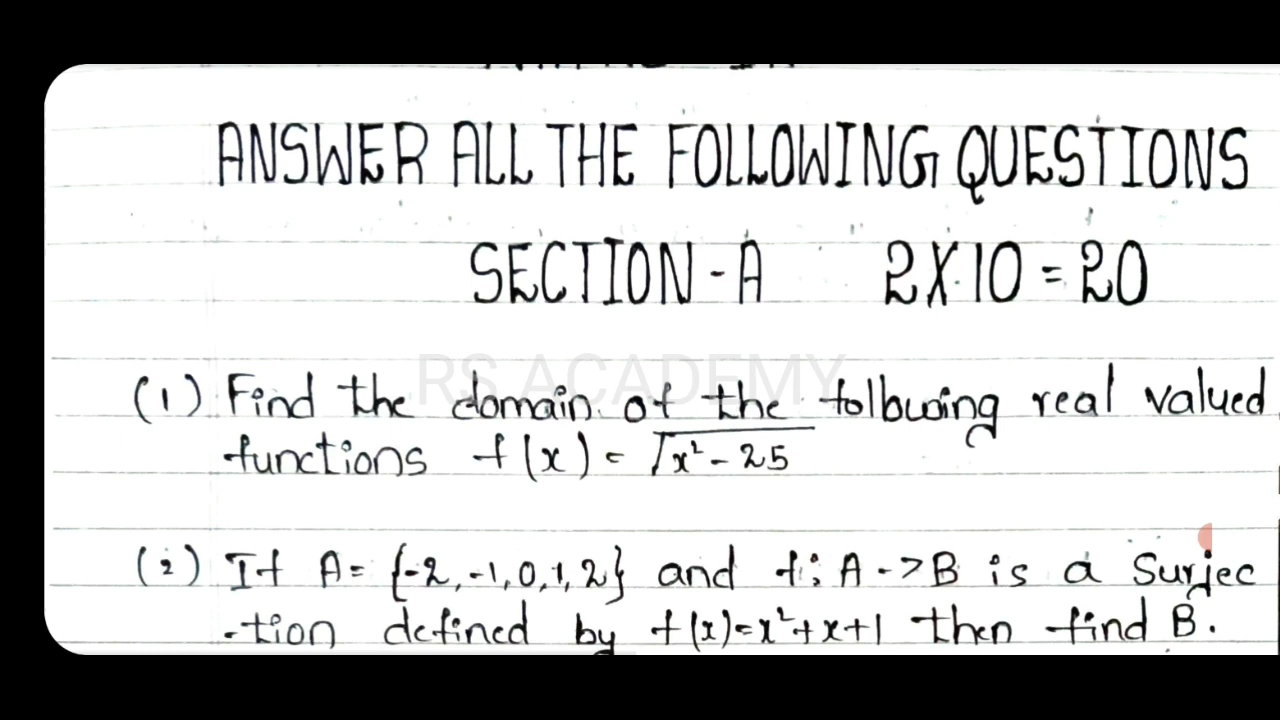 ANSWER ALL THE FOLLOWING QUESTIONS
SECTION-A 2X10=20
RS ACADEMY
(1) Find the domain of the following real valued
functions f(x) = √x²-25
(2) If A= {-2,-1,0,1,2} and f: A->B is a Surjec
-tion defined by f(x)=x²+x+1 then find B.